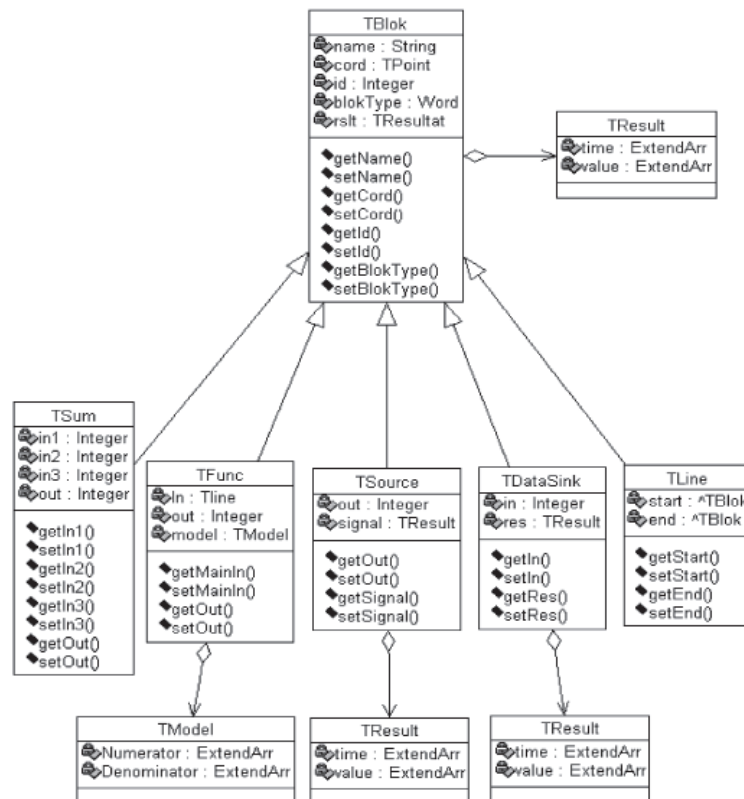 TBlok
name : String
cord : TPoint
id : Integer
blokType : Word
rslt : TResultat
getName()
setName()
getCord()
setCord()
getId()
setId()
getBlokType()
setBlokType()
TResult
time : ExtendArr
value : ExtendArr
TSum
in1 : Integer
in2 : Integer
in3 : Integer
out : Integer
getIn1()
setIn1()
getIn2()
setIn2()
getIn3()
setIn3()
getOut()
setOut()
TFunc
In : Tline
out : Integer
model : TModel
getMainIn()
setMainIn()
getOut()
setOut()
TSource
out : Integer
signal : TResult
getOut()
setOut()
getSignal()
setSignal()
TDataSink
in : Integer
res : TResult
getIn()
setIn()
getRes()
setRes()
TLine
start : ^TBlok
end : ^TBlok
getStart()
setStart()
getEnd()
setEnd()
TModel
Numerator : ExtendArr
Denominator : ExtendArr
TResult
time : ExtendArr
value : ExtendArr
TResult
time : ExtendArr
value : ExtendArr